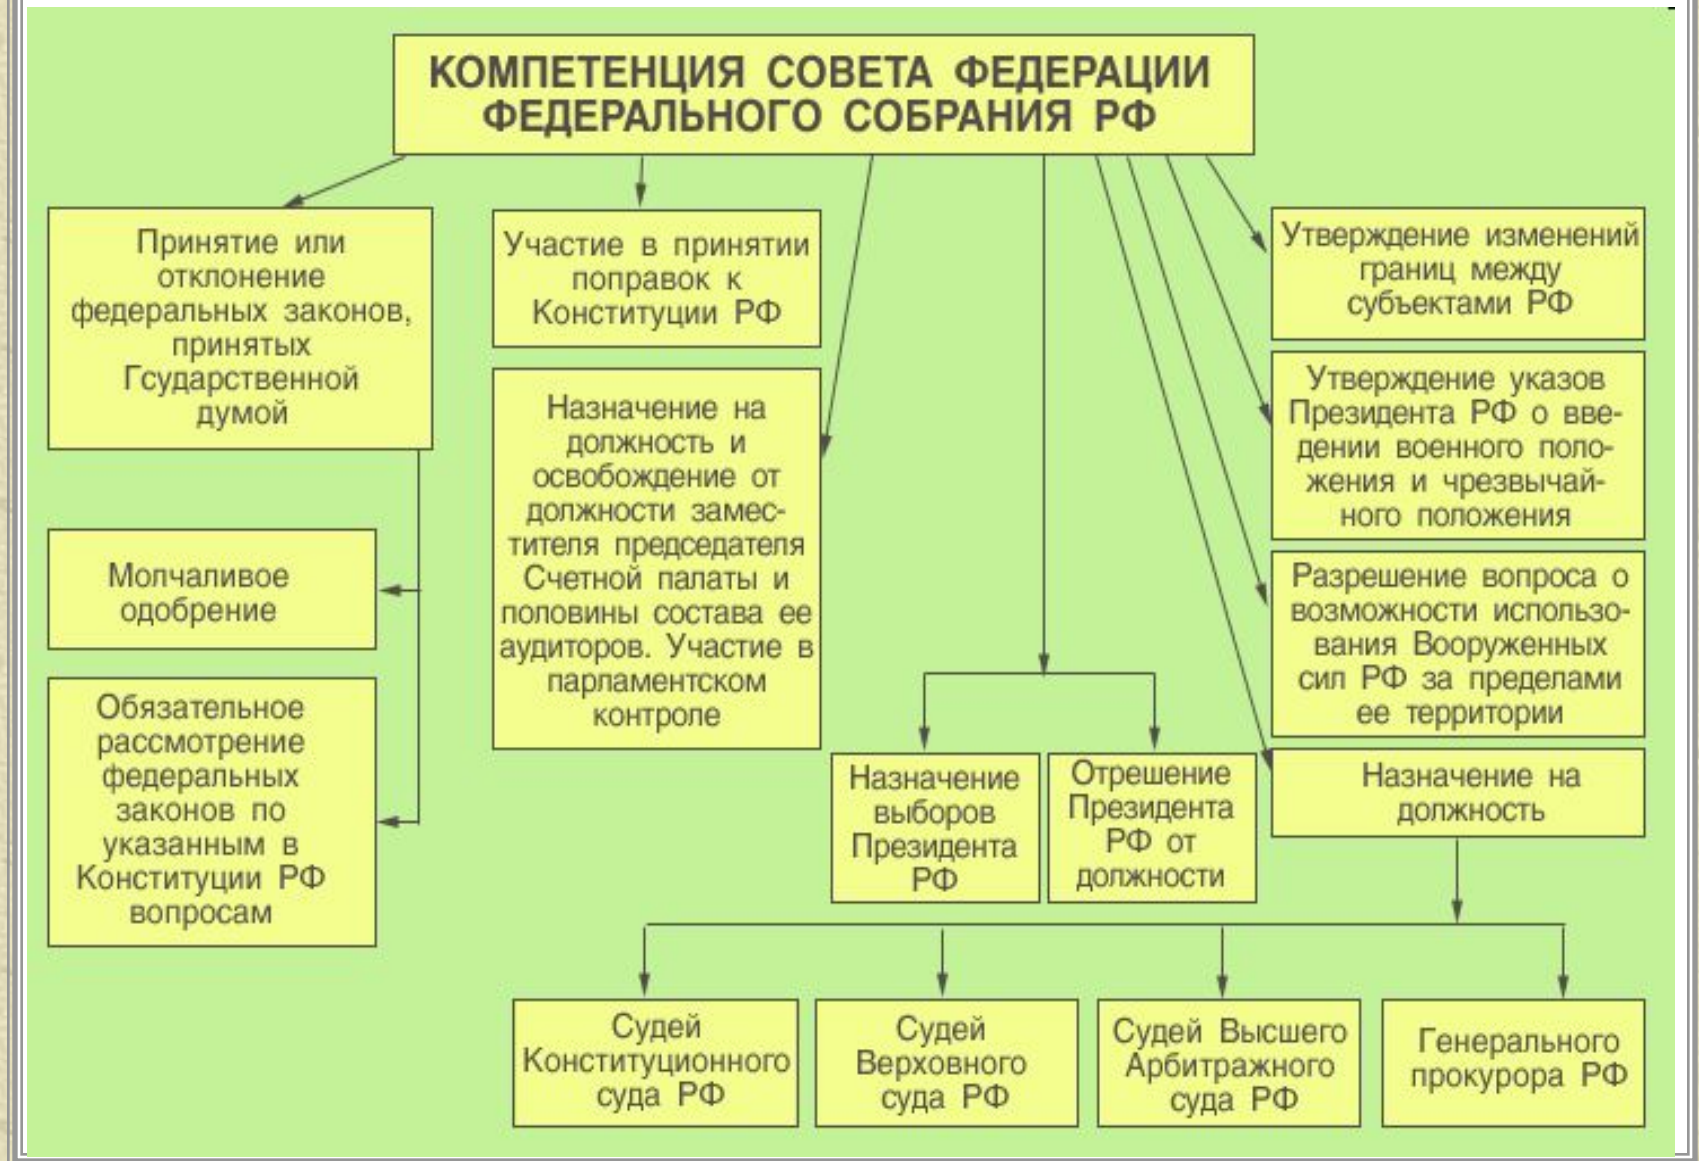 КОМПЕТЕНЦИЯ СОВЕТА ФЕДЕРАЦИИ
ФЕДЕРАЛЬНОГО СОБРАНИЯ РФ
Принятие или
отклонение
федеральных законов,
принятых
Гсударственной
думой
Молчаливое
одобрение
Обязательное
рассмотрение
федеральных
законов по
указанным в
Конституции РФ
вопросам
Участие в принятии
поправок к
Конституции РФ
Назначение на
должность и
освобождение от
должности замес-
тителя председателя
Счетной палаты и
половины состава ее
аудиторов. Участие в
парламентском
контроле
Назначение
выборов
Президента
РФ
Отрешение
Президента
РФ от
должности
Утверждение изменений
границ между
субъектами РФ
Утверждение указов
Президента РФ о вве-
дении военного поло-
жения и чрезвычай-
ного положения
Разрешение вопроса о
возможности использо-
вания Вооруженных
сил РФ за пределами
ее территории
Назначение на
должность
Судей
Конституционного
суда РФ
Судей
Верховного
суда РФ
Судей Высшего
Арбитражного
суда РФ
Генерального
прокурора РФ